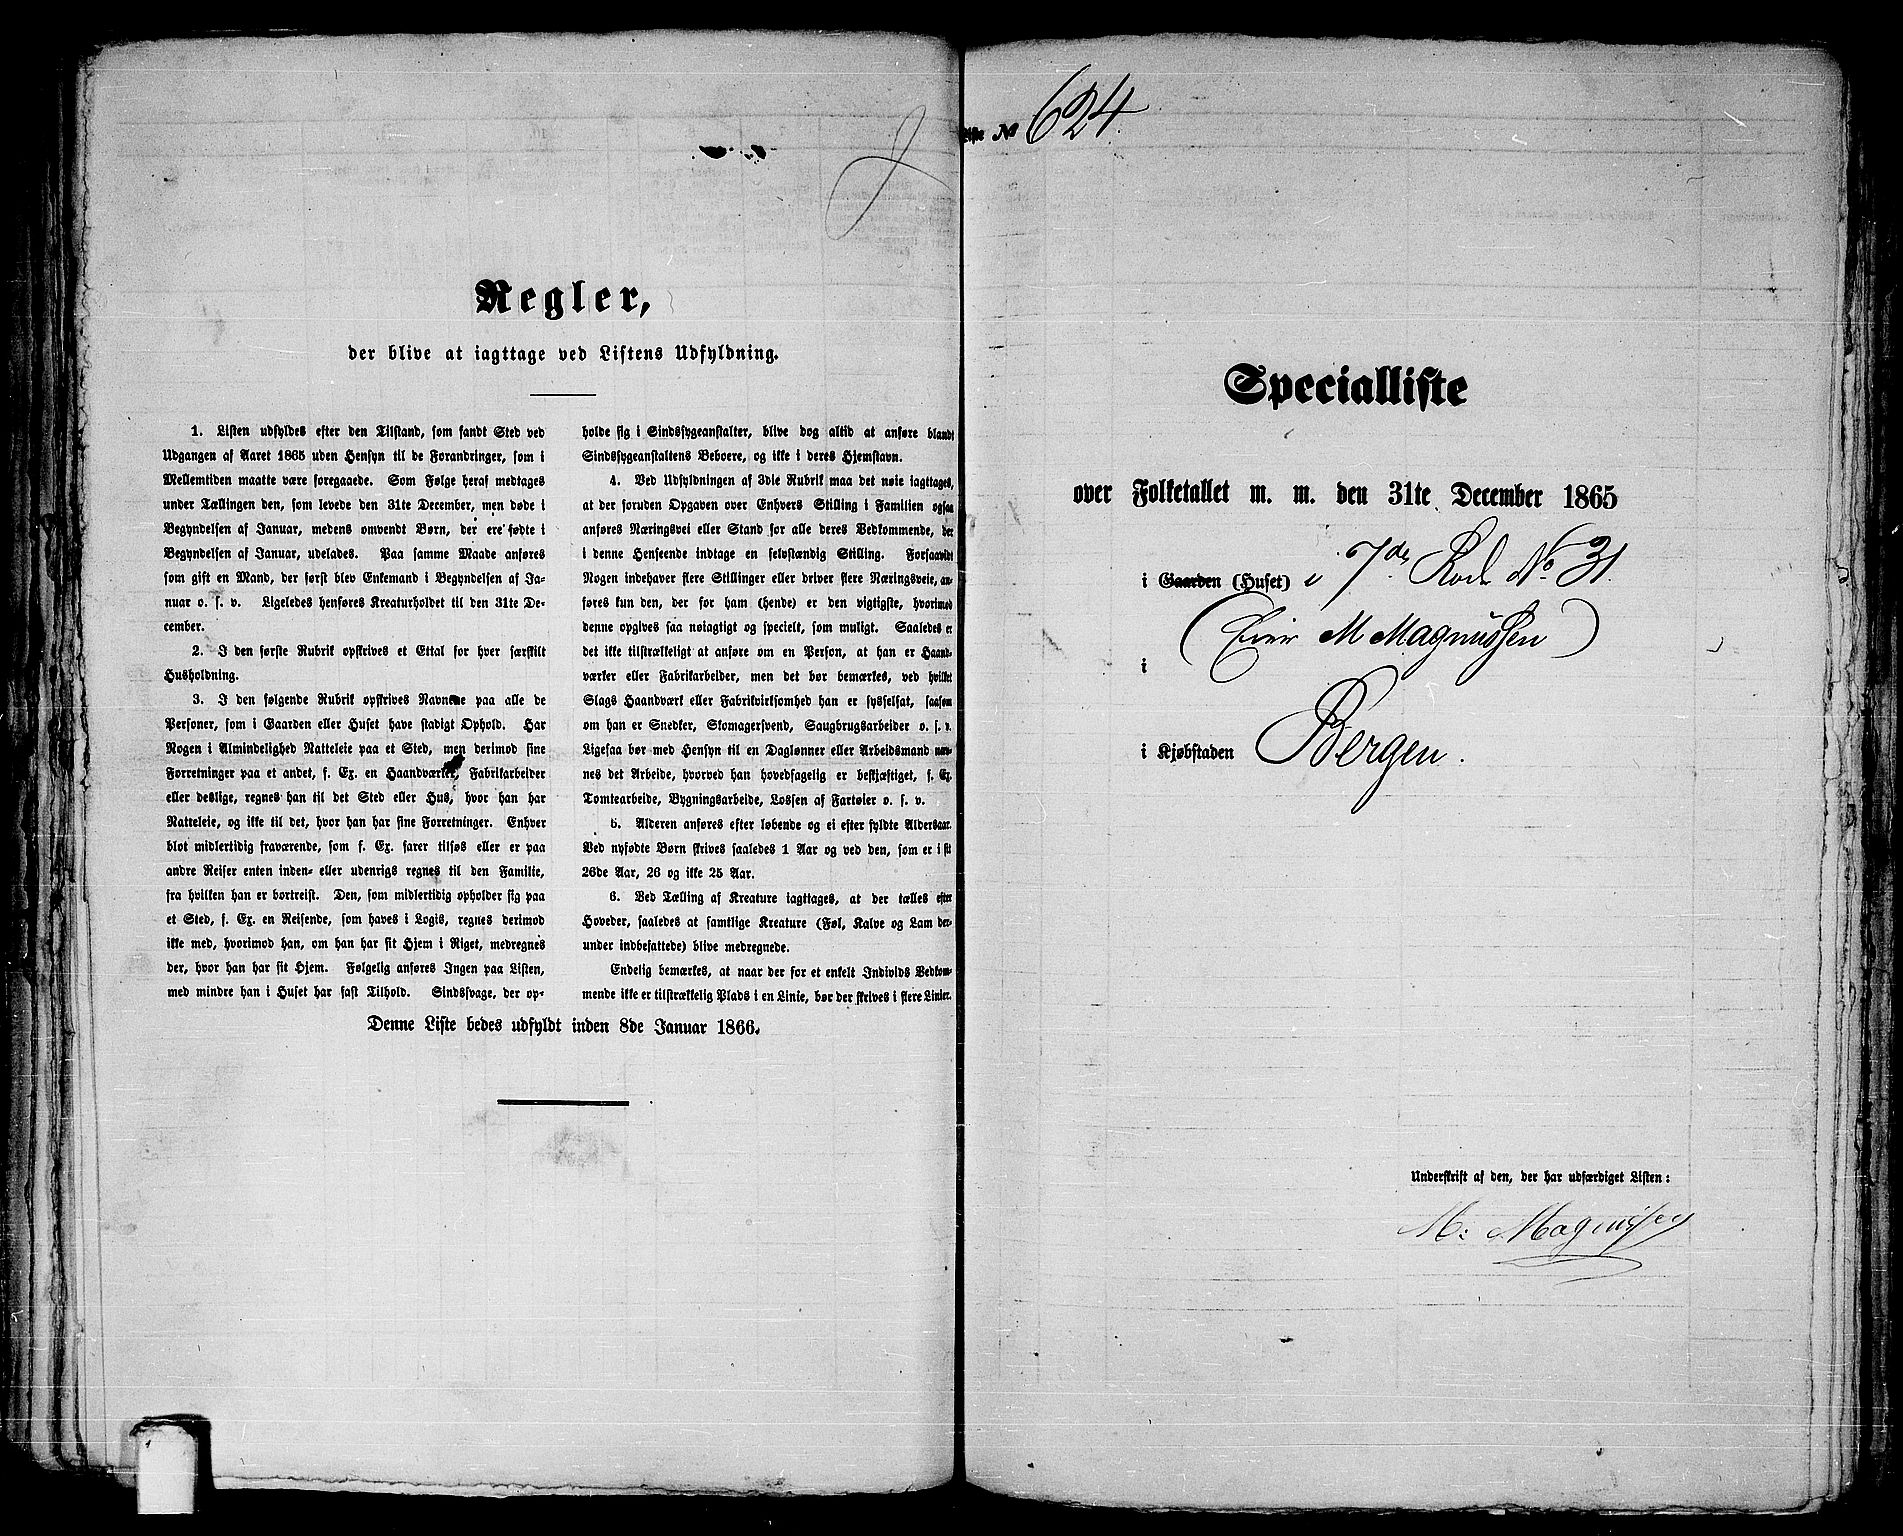 Regler,
der blive at iagttage ved Listens Udfyldning.
1. Listen udfyldes efter den Tilstand, som fandt Sted ved
Udgangen af Aaret 1865 uden Hensyn til de Forandringer, som i
Mellemtiden maatte være foregaaede. Som Følge heraf medtages
under Tællingen den, som levede den 31te December, men døde i
Begyndelsen af Januar, medens omvendt Børn, der ere fødte i
Begyndelsen af Januar, udelades. Paa samme Maade anføres
som gift en Mand, der først blev Enkemand i Begyndelsen af Ja-
nuar o. s. v. Ligeledes henføres Kreaturholdet til den 31te De-
cember.
2. I den første Rubrik opskrives et Ettal for hver særskilt
Husholdning.
3. I den følgende Rubrik opskrives Navnene paa alle de
Personer, som i Gaarden eller Huset have stadigt Ophold. Har
Nogen i Almindelighed Natteleie paa et Sted, men derimod sine
Forretninger paa et andet, f. Ex. en Haandværker, Fabrikarbeider
eller deslige, regnes han til det Sted eller Hus, hvor han har
Natteleie, og ikke til det, hvor han har sine Forretninger. Enhver
blot midlertidig fraværende, som f. Ex. farer tilsøs eller er paa
andre Reiser enten inden- eller udenrigs regnes til den Familie,
fra hvilken han er bortreist. Den, som midlertidig opholder sig paa
et Sted, f. Ex. en Reisende, som haves i Logis, regnes derimod
ikke med, hvorimod han, om han har sit Hjem i Riget, medregnes
der, hvor han har sit Hjem. Følgelig anføres Ingen paa Listen,
med mindre han i Huset har fast Tilhold. Sindssvage, der op-
holde sig i Sindssygeanstalter, blive dog altid at anføre blandt
Sindssygeanstaltens Beboere, og ikke i deres Hjemstavn.
4. Ved Udfyldningen af 3die Rubrik maa det nøie iagttages,
at der foruden Opgaven over Enhvers Stilling i Familien ogsaa
anføres Næringsvei eller Stand for alle deres Vedkommende, der
i denne Henseende indtage en selvstændig Stilling. Forsaavidt
Nogen indehaver flere Stillinger eller driver flere Næringsveie, an-
føres kun den, der for ham (hende) er den vigtigste, hvorimod
denne opgives saa nøiagtigt og specielt, som muligt. Saaledes er
det ikke tilstrækkeligt at anføre om en Person, at han er Haand-
værker eller Fabrikarbeider, men det bør bemærkes, ved hvilket
Slags Haandværk eller Fabrikvirksomhed han er sysselsat, saasom
om han er Snedker, Skomagersvend, Saugbrugsarbeider o. s. v.
Ligesaa bør med Hensyn til en Dagløner eller Arbeidsmand næv-
nes det Arbeide, hvorved han hovedsagelig er beskjæftiget, f. Ex.
Tomtearbeide, Bygningsarbeide, Lossen af Fartøier o. s. v.
5. Alderen anføres efter løbende og ei efter fyldte Aldersaar.
Ved nyfødte Børn skrives saaledes 1 Aar og ved den, som er i sit
26de Aar, 26 og ikke 25 Aar.
6. Ved Tælling af Kreature iagttages, at der tælles efter
Hoveder, saaledes at samtlige Kreature (Føl, Kalve og Lam der-
under indbefattede) blive medregnede.
Endelig bemærkes, at naar der for et enkelt Individs Vedkom-
mende ikke er tilstrækkelig Plads i en Linie, bør der skrives i flere Linier.
Denne Liste bedes udfyldt inden 8de Januar 1866.
Liste No 624.
Specialliste
over Folketallet m. m. den 31te December 1865
i Gaarden (Huset) i 7de Rode No. 31
(Eier M Magnussen)
i
i Kjøbstaden Bergen.
Underskrift af den, der har udfærdiget Listen:
M: Magnussen